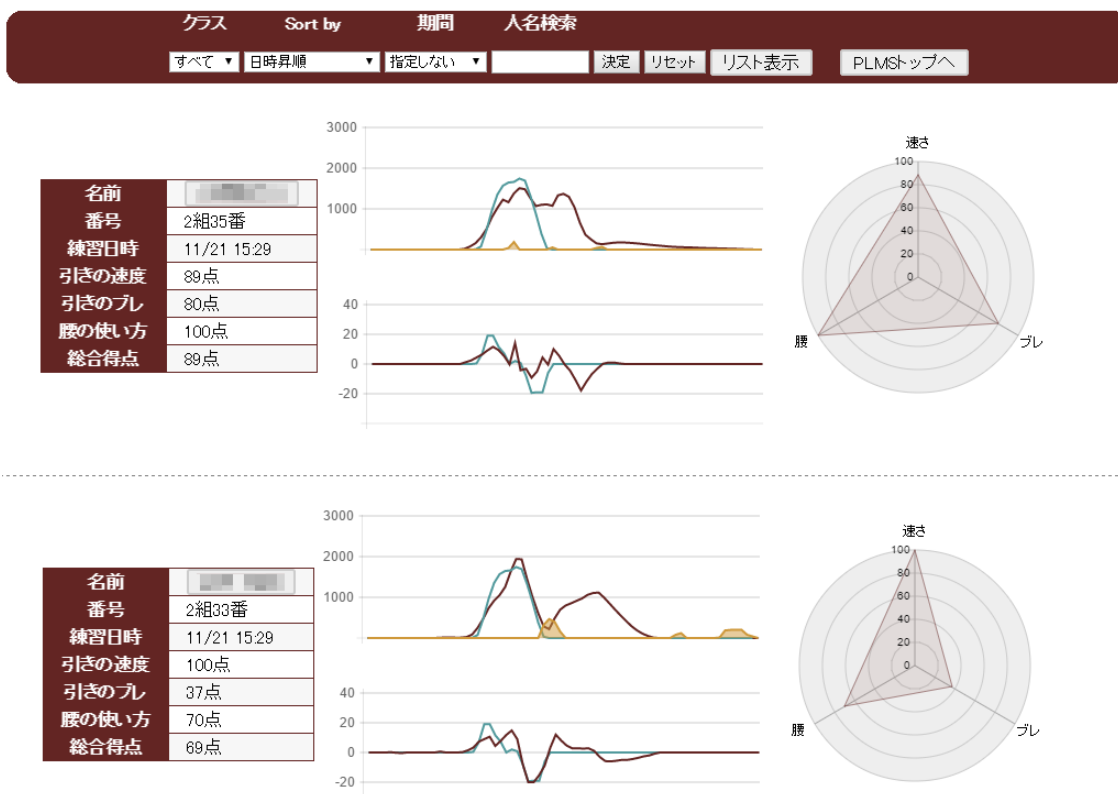 クラス Sort by 期間 人名検索
すべて 日時昇順 指定しない 決定 リセット リスト表示 PLMSトップへ
名前
番号 2組35番
練習日時 11/21 15:29
引きの速度 89点
引きのブレ 80点
腰の使い方 100点
総合得点 89点
3000
2000
1000
40
20
0
-20
速さ
100
80
60
40
20
0
腰 ブレ
名前
番号 2組33番
練習日時 11/21 15:29
引きの速度 100点
引きのブレ 37点
腰の使い方 70点
総合得点 69点
3000
2000
1000
40
20
0
-20
速さ
100
80
60
40
20
0
腰 ブレ